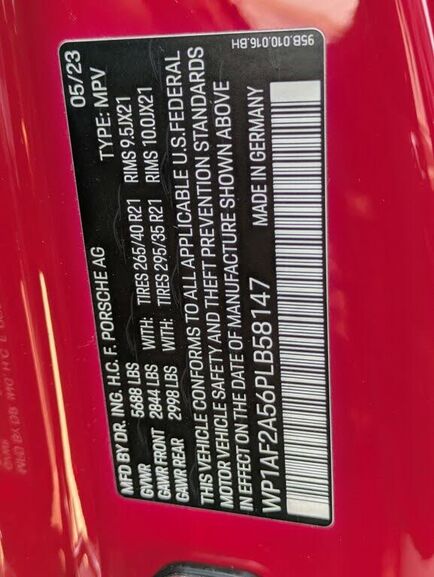 95B.010.016.BH
MFD BY DR. ING. H.C. F. PORSCHE AG 05/23
GVWR 5688 LBS TYPE: MPV
GAWR FRONT 2844 LBS WITH: TIRES 265/40 R21 RIMS 9.5JX21
GAWR REAR 2998 LBS WITH: TIRES 295/35 R21 RIMS 10.0JX21
THIS VEHICLE CONFORMS TO ALL APPLICABLE U.S.FEDERAL
MOTOR VEHICLE SAFETY AND THEFT PREVENTION STANDARDS
IN EFFECT ON THE DATE OF MANUFACTURE SHOWN ABOVE
WP1AF2A56PLB58147 MADE IN GERMANY